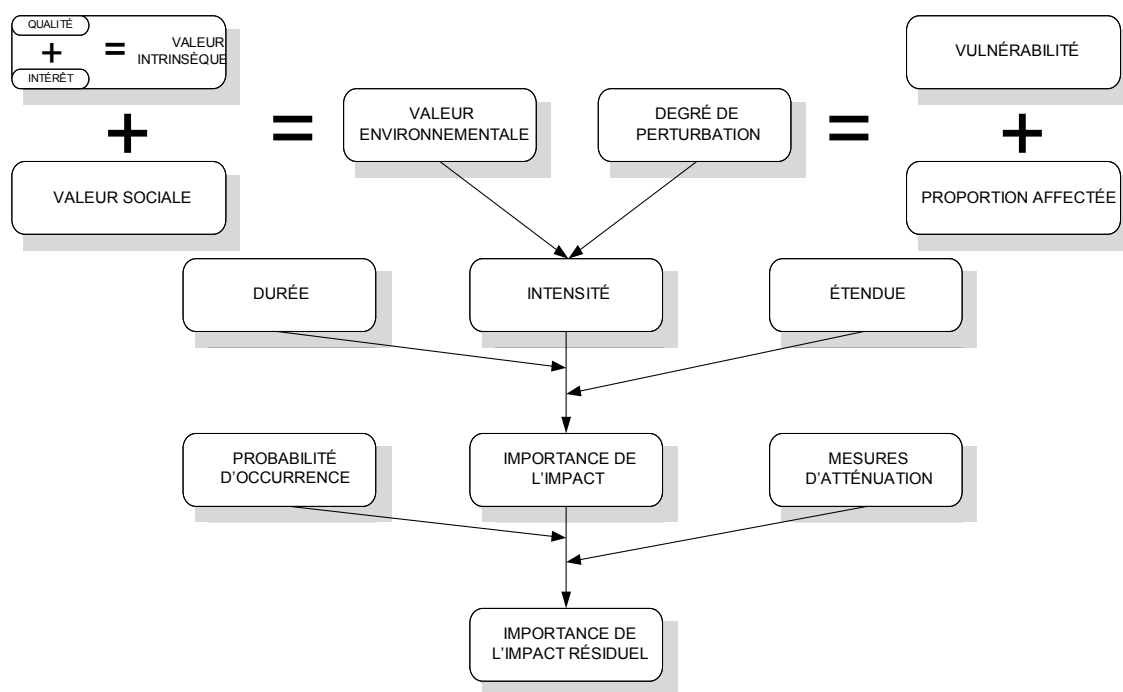 QUALITÉ
+
INTÉRÊT
=
VALEUR
INTRINSÈQUE
+
VALEUR SOCIALE
=
VALEUR
ENVIRONNEMENTALE
DEGRÉ DE
PERTURBATION
=
VULNÉRABILITÉ
+
PROPORTION AFFECTÉE
DURÉE
INTENSITÉ
ÉTENDUE
PROBABILITÉ
D'OCCURRENCE
IMPORTANCE DE
L'IMPACT
MESURES
D'ATTÉNUATION
IMPORTANCE DE
L'IMPACT RÉSIDUEL